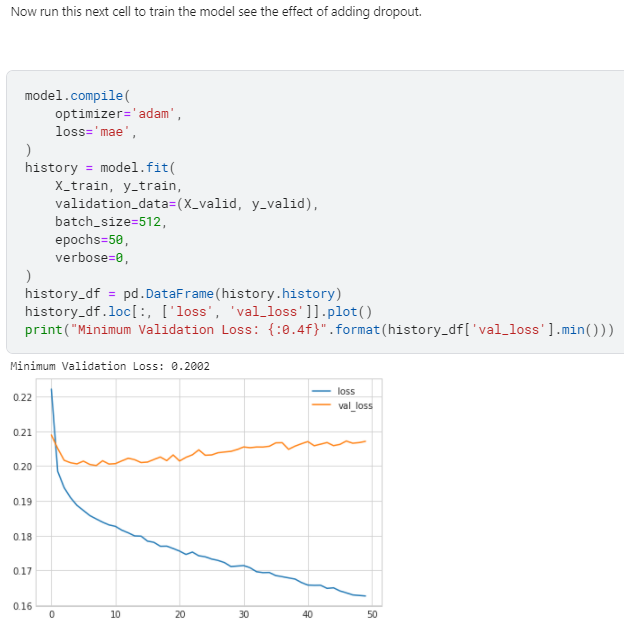 Now run this next cell to train the model see the effect of adding dropout.
model.compile(
    optimizer='adam',
    loss='mae',
)
history = model.fit(
    X_train, y_train,
    validation_data=(X_valid, y_valid),
    batch_size=512,
    epochs=50,
    verbose=0,
)
history_df = pd.DataFrame(history.history)
history_df.loc[:, ['loss', 'val_loss']].plot()
print("Minimum Validation Loss: {:0.4f}".format(history_df['val_loss'].min()))
Minimum Validation Loss: 0.2002
loss
val_loss
0.22
0.21
0.20
0.19
0.18
0.17
0.16
0 10 20 30 40 50